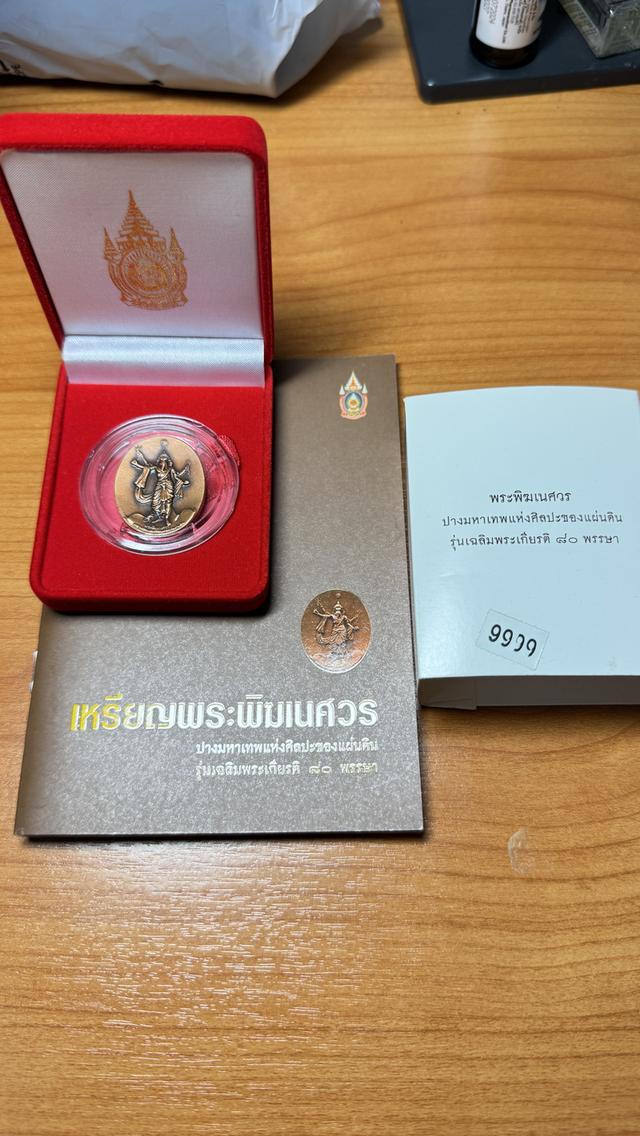 เหรียญพระพิฆเนศวร
ปางมหาเทพแห่งศิลปะของแผ่นดิน
รุ่นเฉลิมพระเกียรติ ๘๐ พรรษา
พระพิฆเนศวร
ปางมหาเทพแห่งศิลปะของแผ่นดิน
รุ่นเฉลิมพระเกียรติ ๘๐ พรรษา